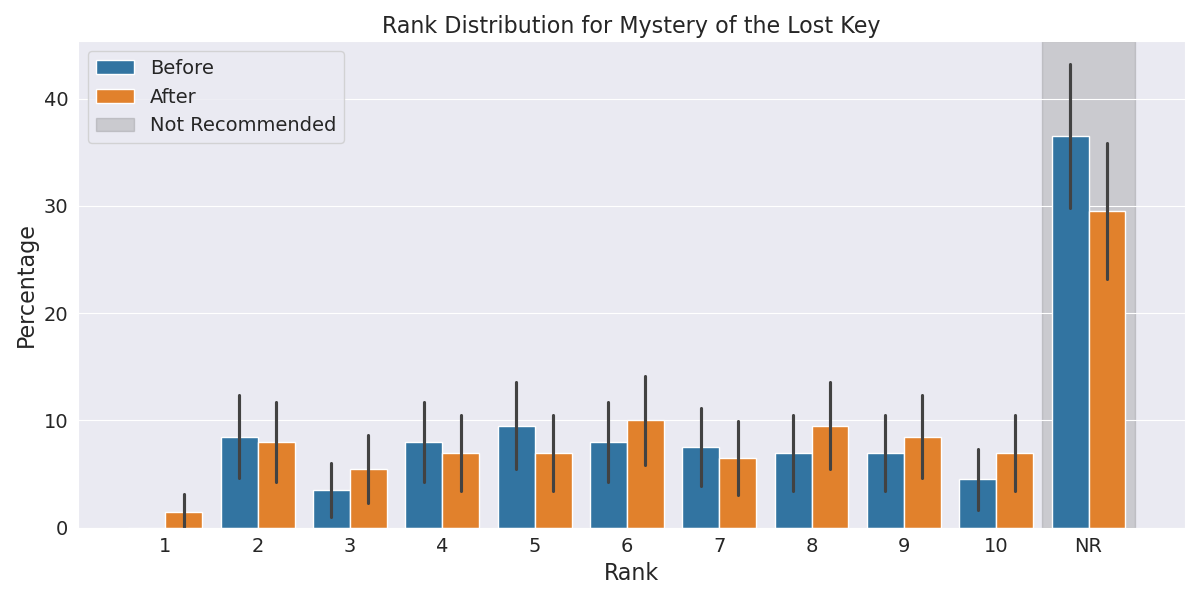 Rank Distribution for Mystery of the Lost Key
Before
After
Not Recommended
Percentage
40
30
20
10
0
1 2 3 4 5 6 7 8 9 10 NR
Rank